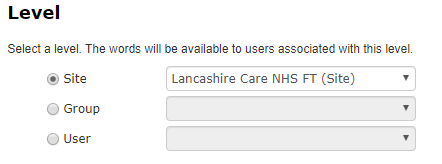 Level
Select a level. The words will be available to users associated with this level.
Site Lancashire Care NHS FT (Site)
Group
User